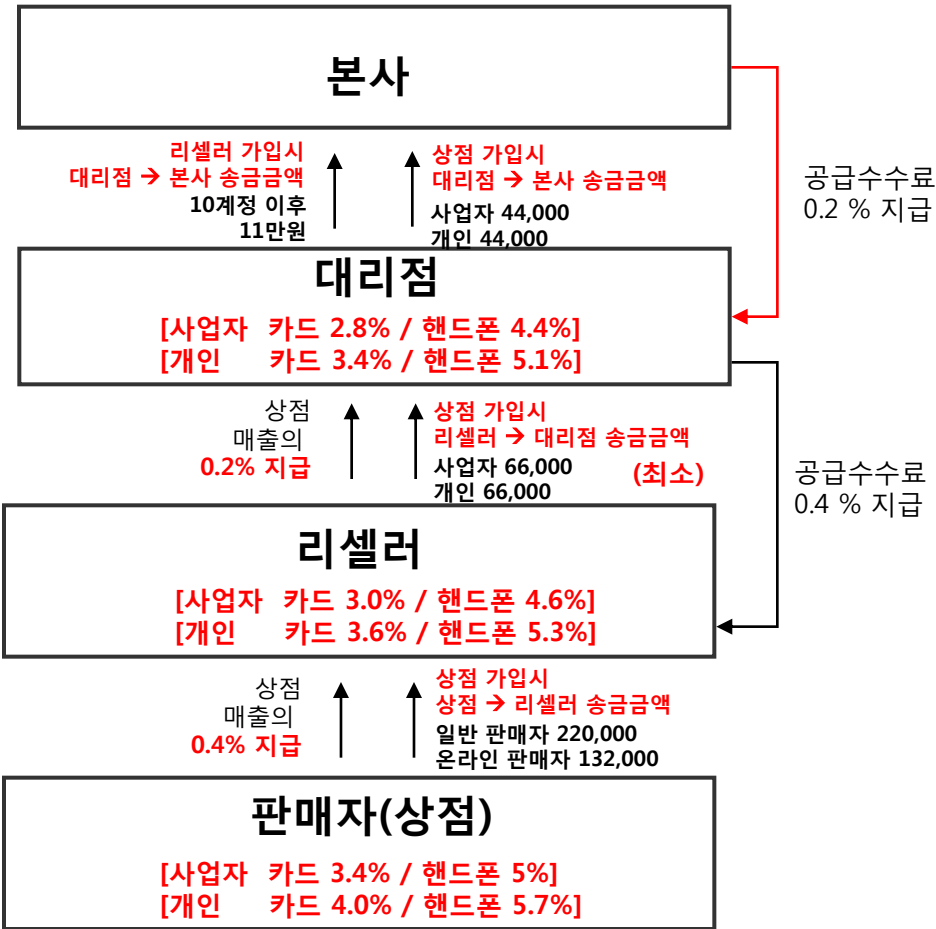 본사
리셀러 가입시
대리점 → 본사 송금금액
10계정 이후
11만원
상점 가입시
대리점 → 본사 송금금액
사업자 44,000
개인 44,000
공급수수료
0.2 % 지급
대리점
[사업자 카드 2.8% / 핸드폰 4.4%]
[개인 카드 3.4% / 핸드폰 5.1%]
상점
매출의
0.2% 지급
상점 가입시
리셀러 → 대리점 송금금액
사업자 66,000
개인 66,000
(최소)
공급수수료
0.4 % 지급
리셀러
[사업자 카드 3.0% / 핸드폰 4.6%]
[개인 카드 3.6% / 핸드폰 5.3%]
상점
매출의
0.4% 지급
상점 가입시
상점 → 리셀러 송금금액
일반 판매자 220,000
온라인 판매자 132,000
판매자(상점)
[사업자 카드 3.4% / 핸드폰 5%]
[개인 카드 4.0% / 핸드폰 5.7%]